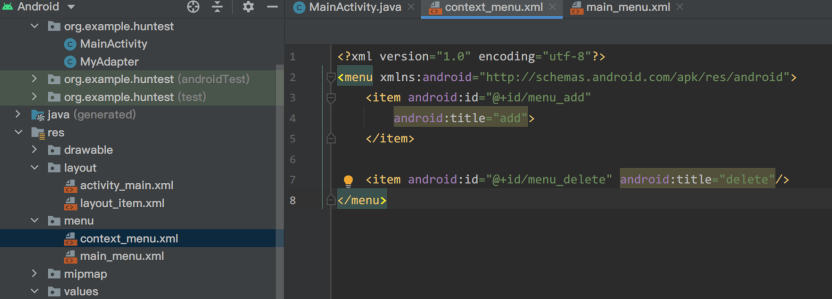 Android
org.example.huntest
MainActivity
MyAdapter
org.example.huntest (androidTest)
org.example.huntest (test)
java (generated)
res
drawable
layout
activity_main.xml
layout_item.xml
menu
context_menu.xml
main_menu.xml
mipmap
values
MainActivity.java
context_menu.xml
main_menu.xml
1 <?xml version="1.0" encoding="utf-8"?>
2 <menu xmlns:android="http://schemas.android.com/apk/res/android">
3 <item android:id="@+id/menu_add"
4 android:title="add">
5 </item>
6
7 <item android:id="@+id/menu_delete" android:title="delete"/>
8 </menu>